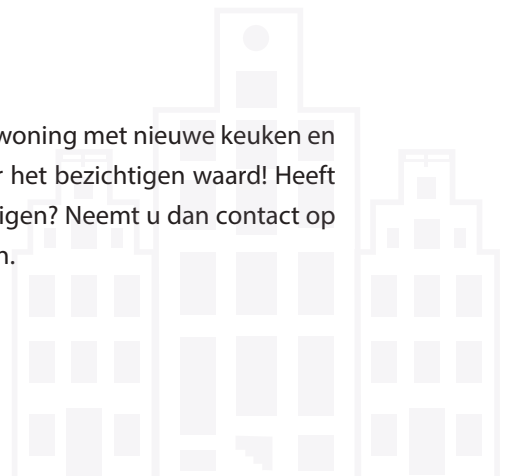 woning met nieuwe keuken en
het bezichtigen waard! Heeft
igen? Neemt u dan contact op